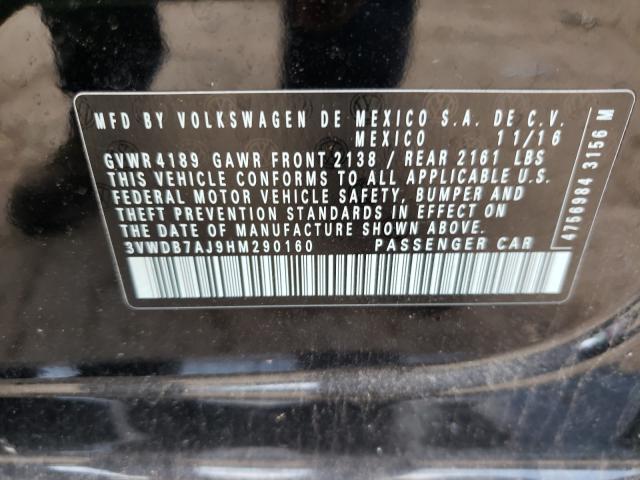 MFD BY VOLKSWAGEN DE MEXICO S.A. DE C.V.
MEXICO 11/16
GVWR 4189 GAWR FRONT 2138 / REAR 2161 LBS
THIS VEHICLE CONFORMS TO ALL APPLICABLE U.S.
FEDERAL MOTOR VEHICLE SAFETY, BUMPER AND
THEFT PREVENTION STANDARDS IN EFFECT ON
THE DATE OF MANUFACTURE SHOWN ABOVE.
3VWDB7AJ9HM290160 PASSENGER CAR
4766984 3156 M